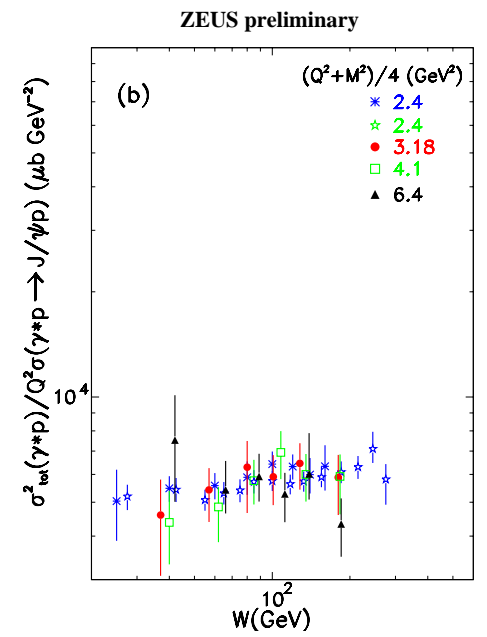 ZEUS preliminary
(b)
(Q²+M²)/4 (GeV²)
2.4
2.4
3.18
4.1
6.4
σ²tot(γ*p)/Q²σ(γ*p → J/ψp) (μb GeV⁻²)
10⁴
10²
W(GeV)